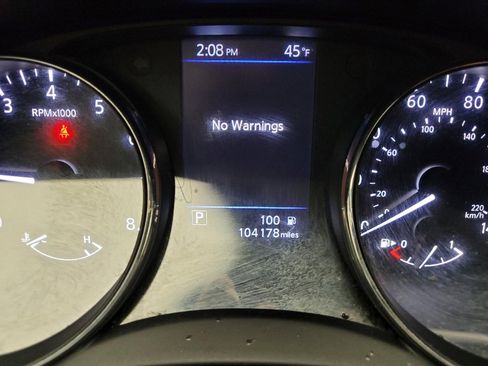 2:08 PM 45°F
3 4 5
RPMx1000
8
H
No Warnings
P 100
104178 miles
60 80
MPH
100 140
60
20
220
km/h
0 1